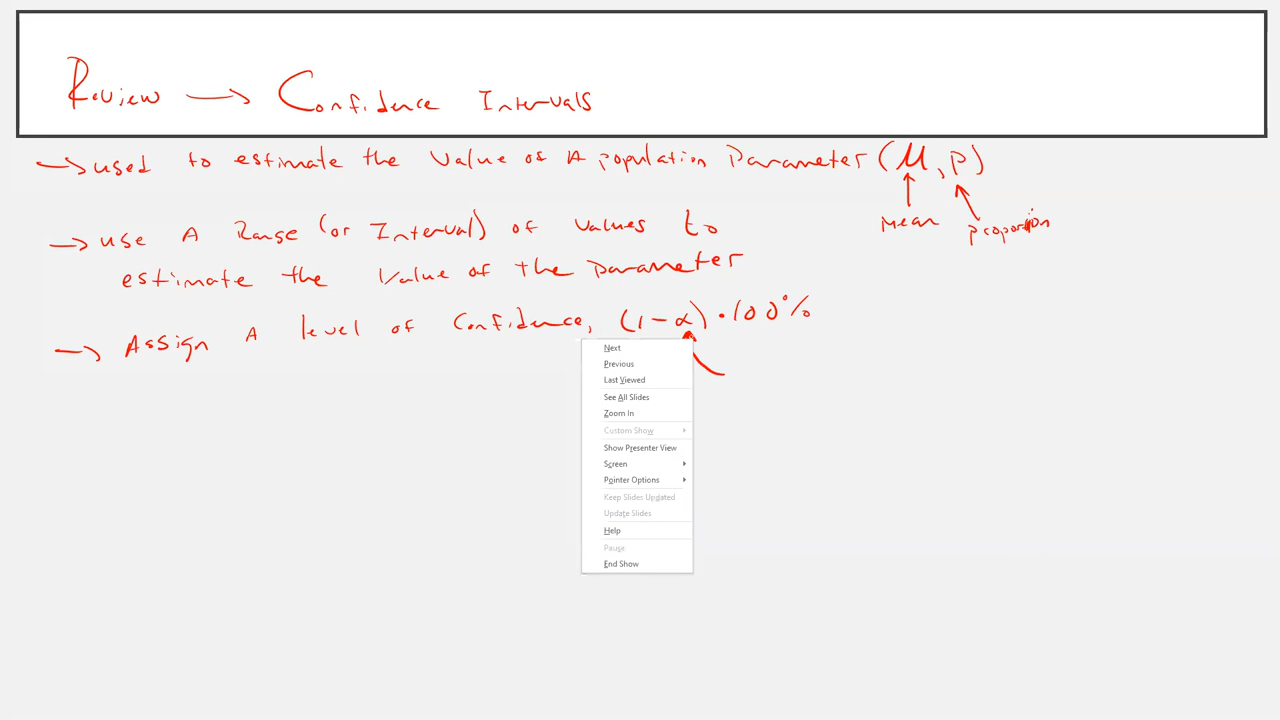 Review → Confidence Intervals
→ used to estimate the Value of A population Parameter (μ, p)
Mean proportion
→ use A Range (or Interval) of Values to
estimate the Value of the parameter
→ Assign A level of Confidence, (1-α)•100%
Next
Previous
Last Viewed
See All Slides
Zoom In
Custom Show
Show Presenter View
Screen
Pointer Options
Keep Slides Updated
Update Slides
Help
Pause
End Show